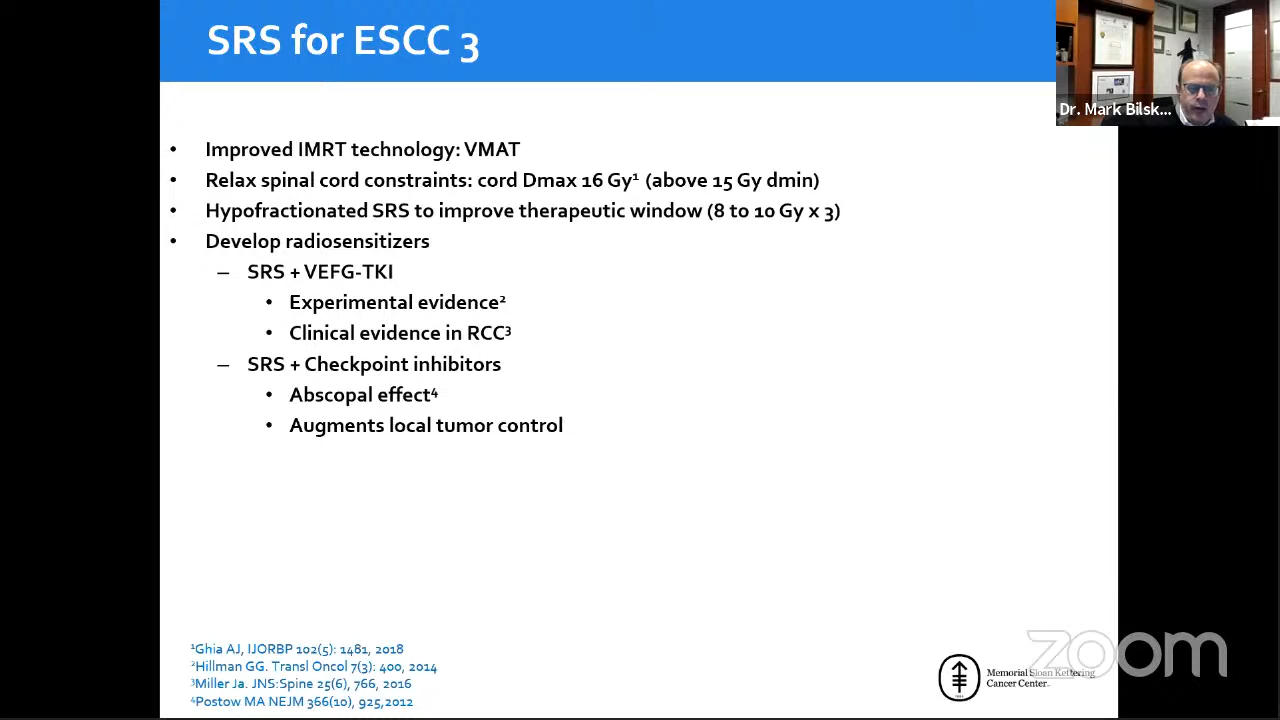 SRS for ESCC 3
Dr. Mark Bilsk...
• Improved IMRT technology: VMAT
• Relax spinal cord constraints: cord Dmax 16 Gy¹ (above 15 Gy dmin)
• Hypofractionated SRS to improve therapeutic window (8 to 10 Gy x 3)
• Develop radiosensitizers
– SRS + VEFG-TKI
• Experimental evidence²
• Clinical evidence in RCC³
– SRS + Checkpoint inhibitors
• Abscopal effect⁴
• Augments local tumor control
¹Ghia AJ, IJORBP 102(5): 1481, 2018
²Hillman GG. Transl Oncol 7(3): 400, 2014
³Miller Ja. JNS:Spine 25(6), 766, 2016
⁴Postow MA NEJM 366(10), 925,2012
Memorial Sloan Kettering
Cancer Center
zoom